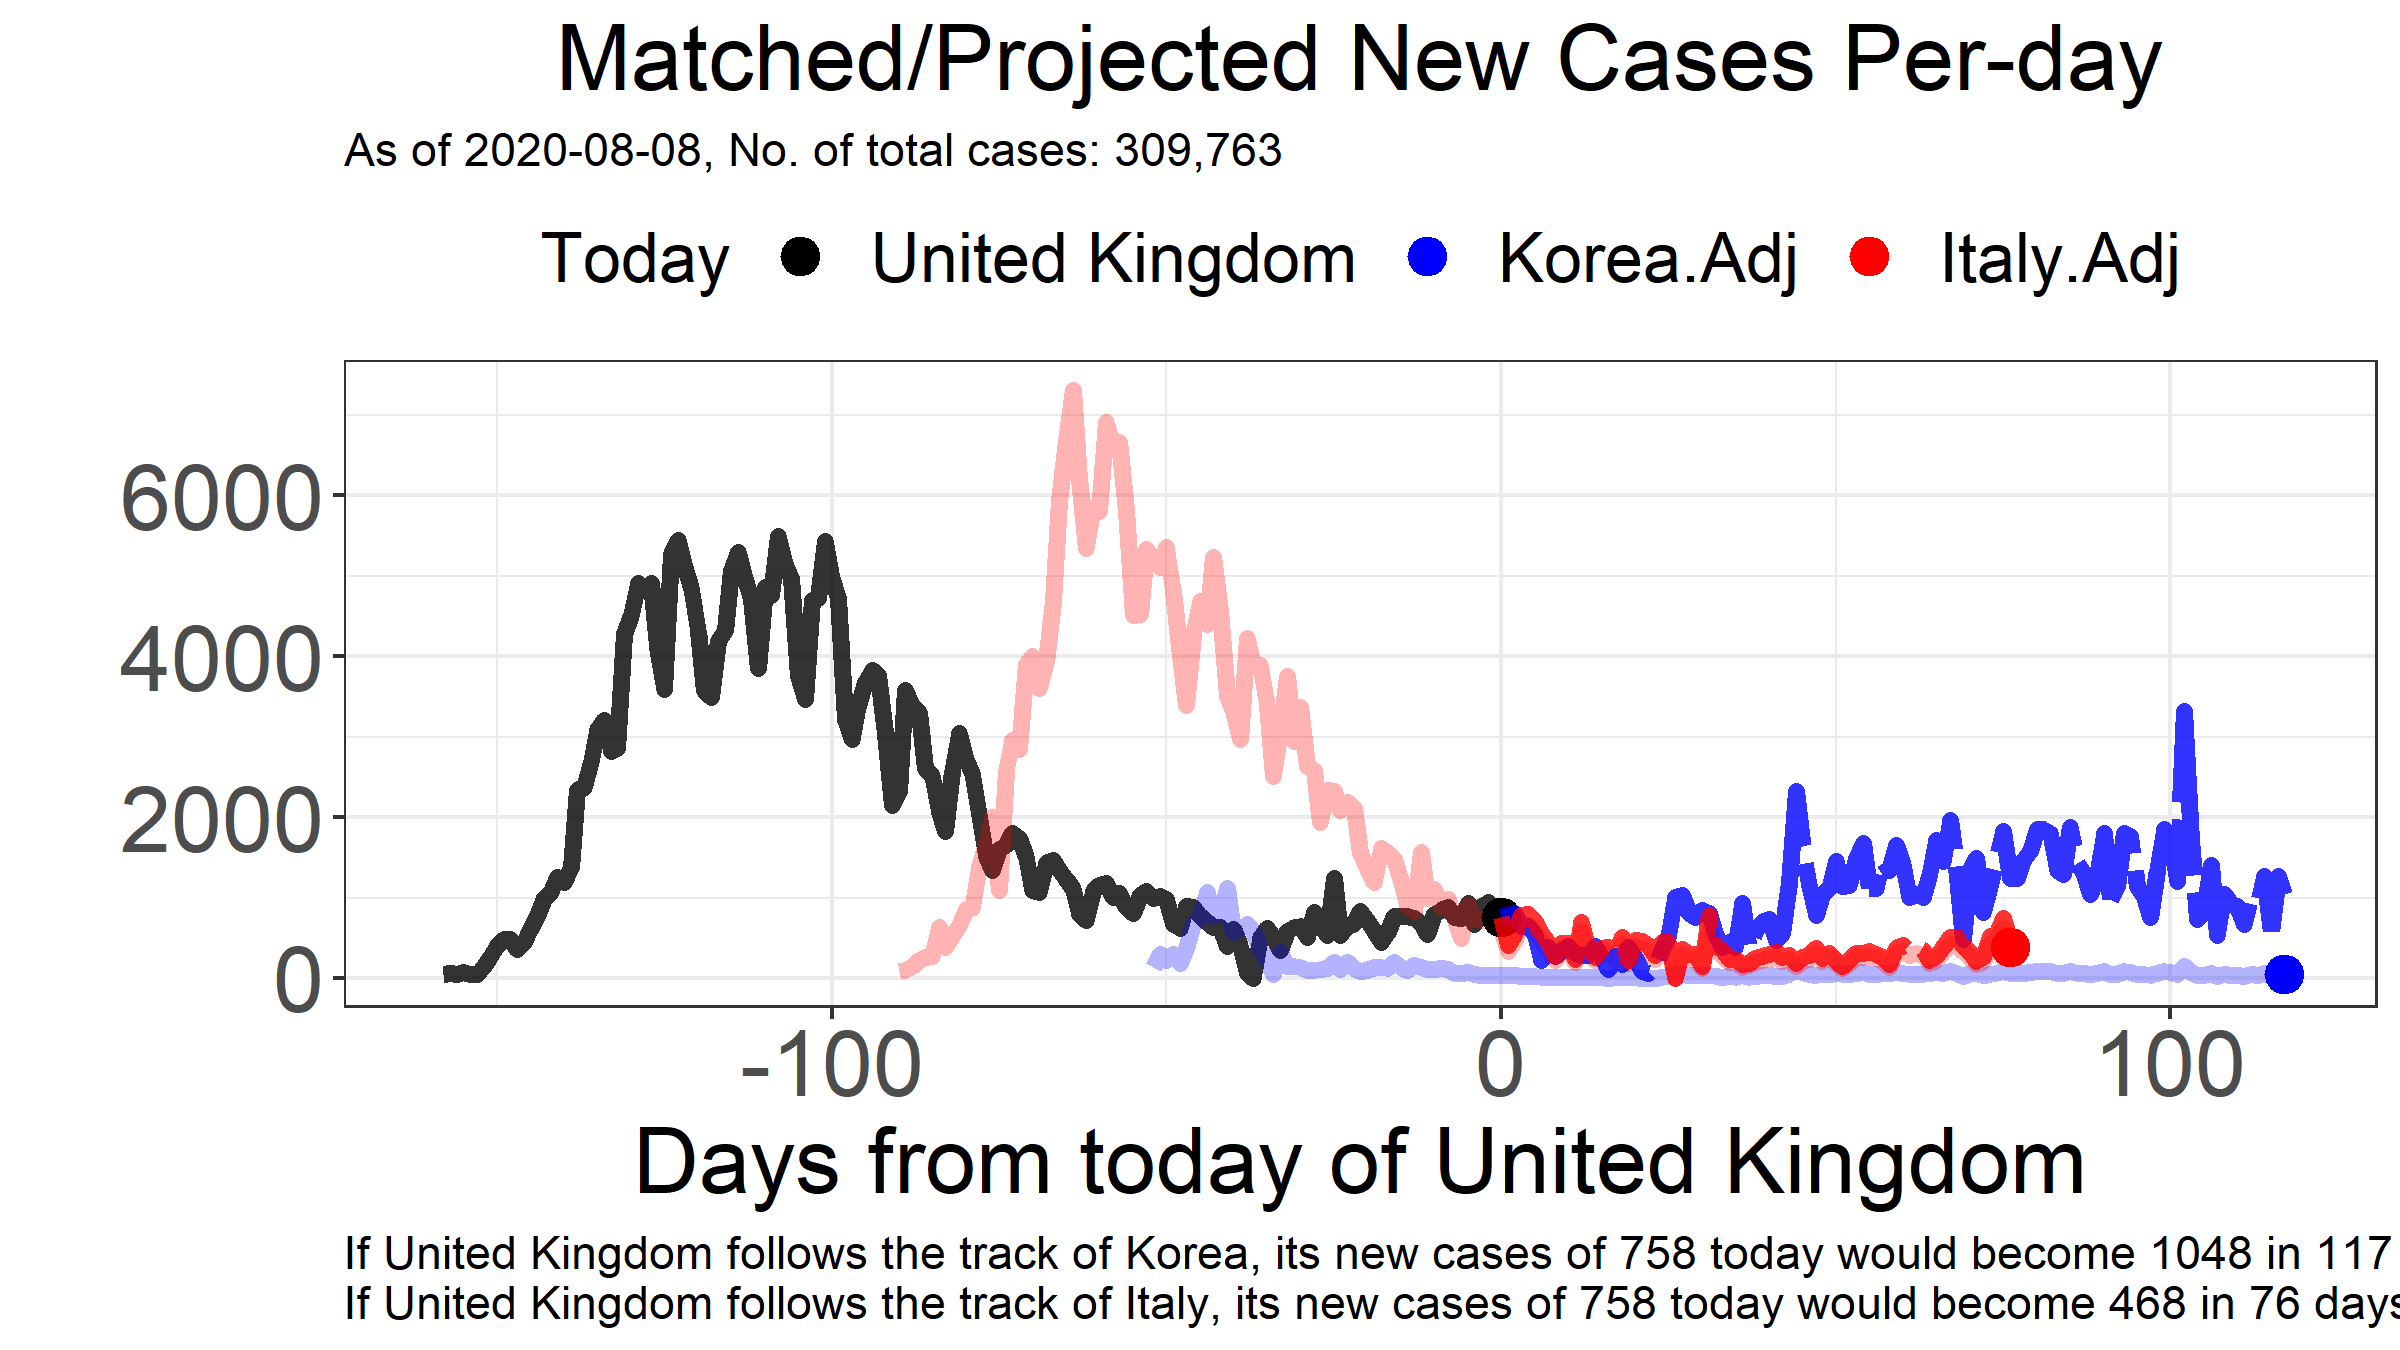 Matched/Projected New Cases Per-day
As of 2020-08-08, No. of total cases: 309,763
Today United Kingdom Korea.Adj Italy.Adj
6000
4000
2000
0
-100 0 100
Days from today of United Kingdom
If United Kingdom follows the track of Korea, its new cases of 758 today would become 1048 in 117
If United Kingdom follows the track of Italy, its new cases of 758 today would become 468 in 76 days